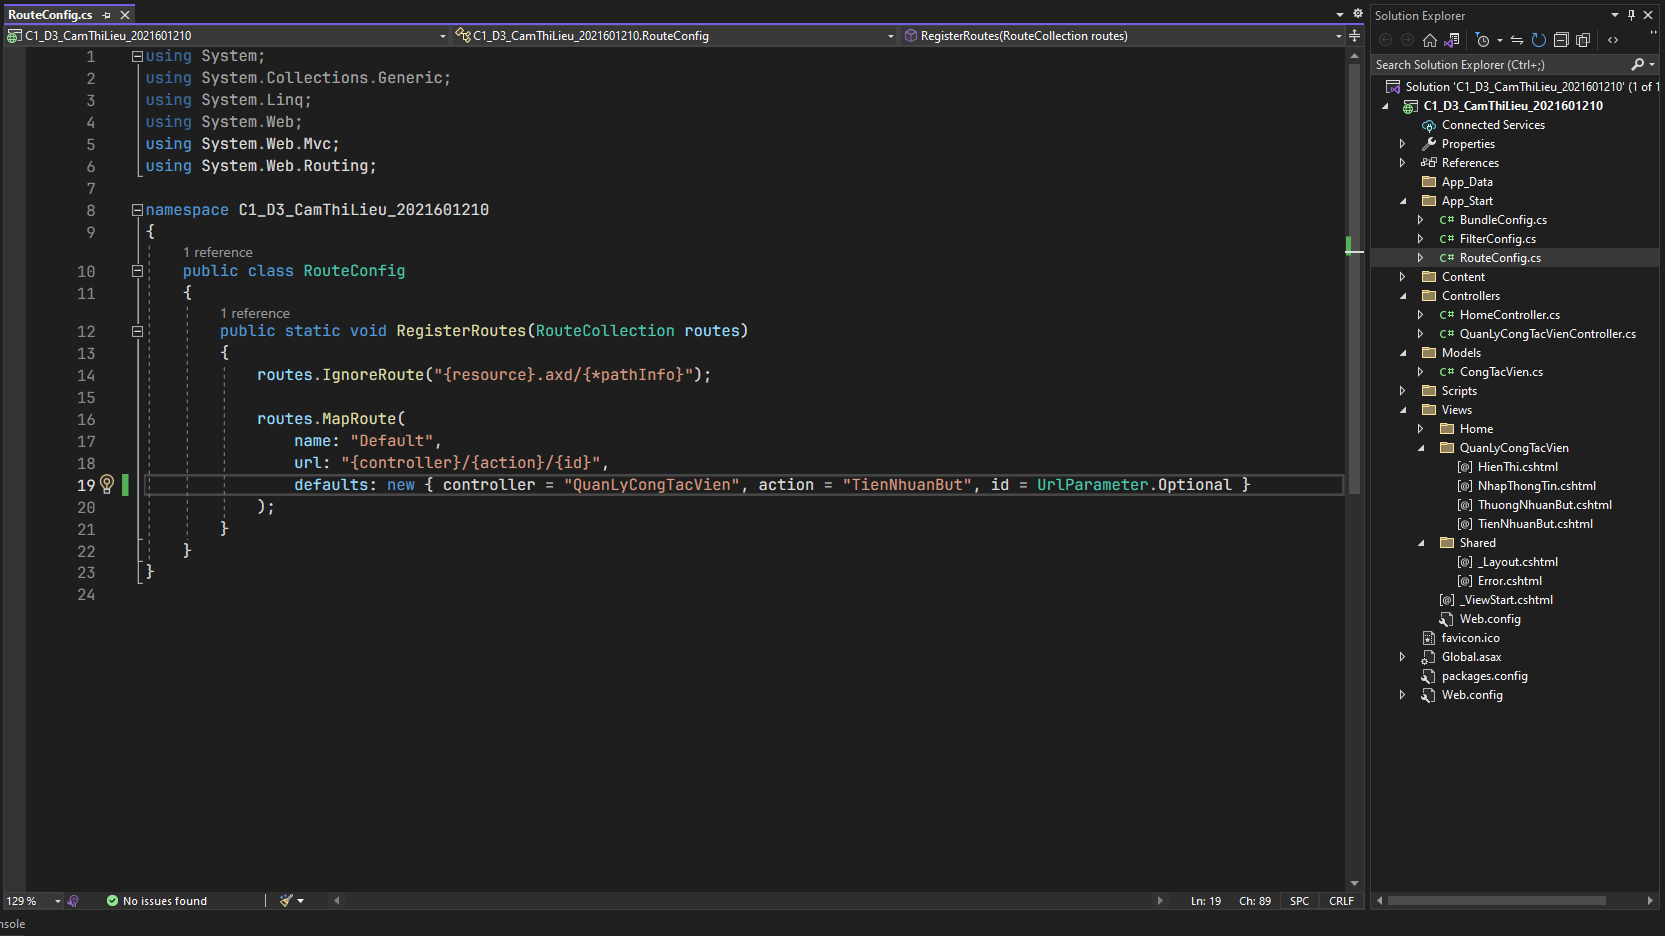 RouteConfig.cs
C1_D3_CamThiLieu_2021601210
C1_D3_CamThiLieu_2021601210.RouteConfig
RegisterRoutes(RouteCollection routes)
1 using System;
2 using System.Collections.Generic;
3 using System.Linq;
4 using System.Web;
5 using System.Web.Mvc;
6 using System.Web.Routing;
7
8 namespace C1_D3_CamThiLieu_2021601210
9 {
1 reference
10 public class RouteConfig
11 {
1 reference
12 public static void RegisterRoutes(RouteCollection routes)
13 {
14 routes.IgnoreRoute("{resource}.axd/{*pathInfo}");
15
16 routes.MapRoute(
17 name: "Default",
18 url: "{controller}/{action}/{id}",
19 defaults: new { controller = "QuanLyCongTacVien", action = "TienNhuanBut", id = UrlParameter.Optional }
20 );
21 }
22 }
23 }
24
129 %
No issues found
Ln: 19 Ch: 89 SPC CRLF
nsole
Solution Explorer
Search Solution Explorer (Ctrl+;)
Solution 'C1_D3_CamThiLieu_2021601210' (1 of 1
C1_D3_CamThiLieu_2021601210
Connected Services
Properties
References
App_Data
App_Start
C# BundleConfig.cs
C# FilterConfig.cs
C# RouteConfig.cs
Content
Controllers
C# HomeController.cs
C# QuanLyCongTacVienController.cs
Models
C# CongTacVien.cs
Scripts
Views
Home
QuanLyCongTacVien
[@] HienThi.cshtml
[@] NhapThongTin.cshtml
[@] ThuongNhuanBut.cshtml
[@] TienNhuanBut.cshtml
Shared
[@] _Layout.cshtml
[@] Error.cshtml
[@] _ViewStart.cshtml
Web.config
favicon.ico
Global.asax
packages.config
Web.config